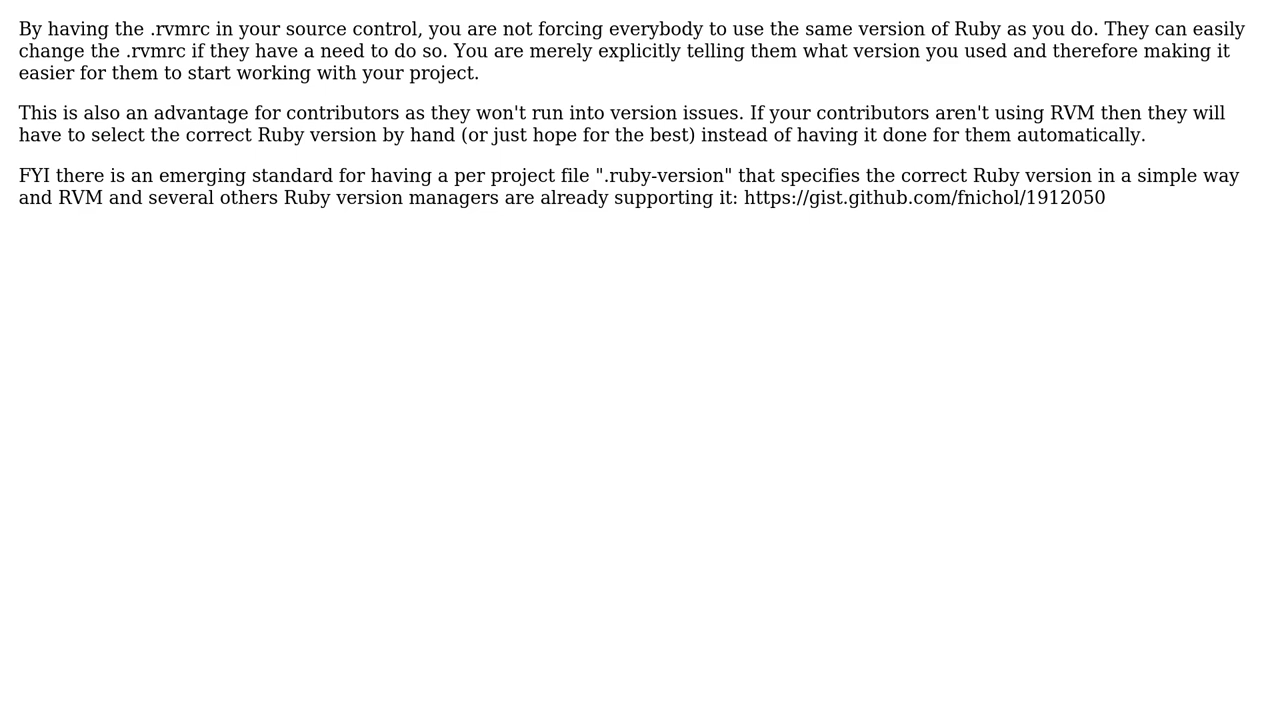 By having the .rvmrc in your source control, you are not forcing everybody to use the same version of Ruby as you do. They can easily
change the .rvmrc if they have a need to do so. You are merely explicitly telling them what version you used and therefore making it
easier for them to start working with your project.
This is also an advantage for contributors as they won't run into version issues. If your contributors aren't using RVM then they will
have to select the correct Ruby version by hand (or just hope for the best) instead of having it done for them automatically.
FYI there is an emerging standard for having a per project file ".ruby-version" that specifies the correct Ruby version in a simple way
and RVM and several others Ruby version managers are already supporting it: https://gist.github.com/fnichol/1912050